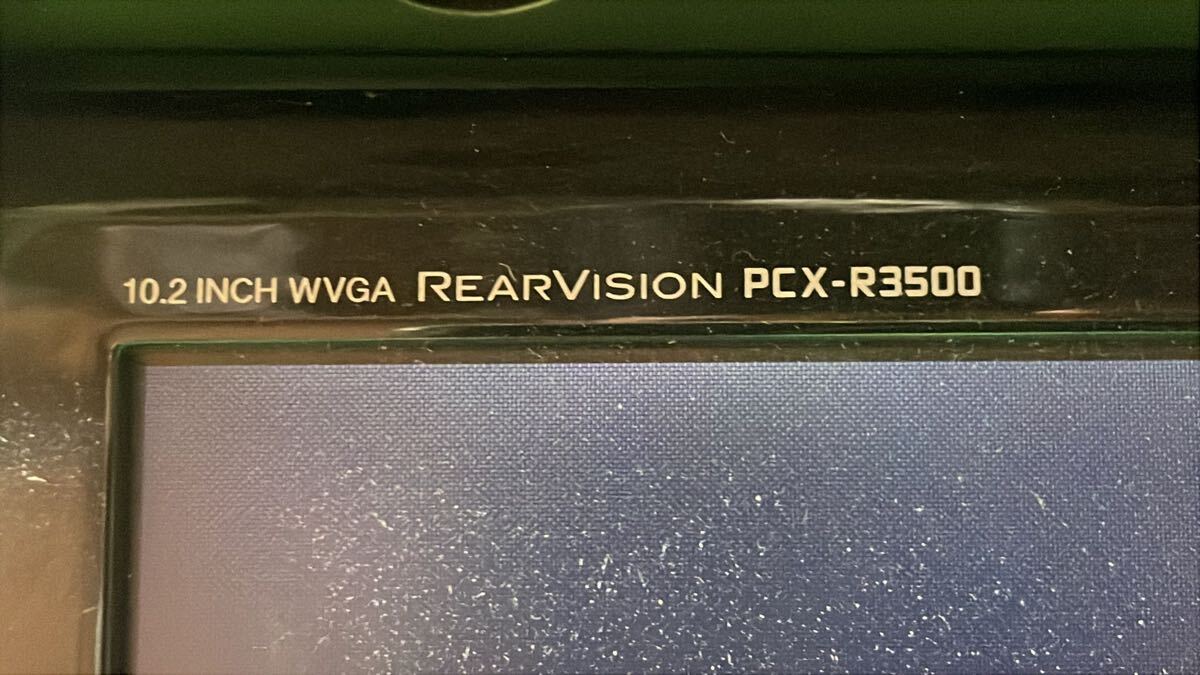 10.2 INCH WVGA REARVISION PCX-R3500